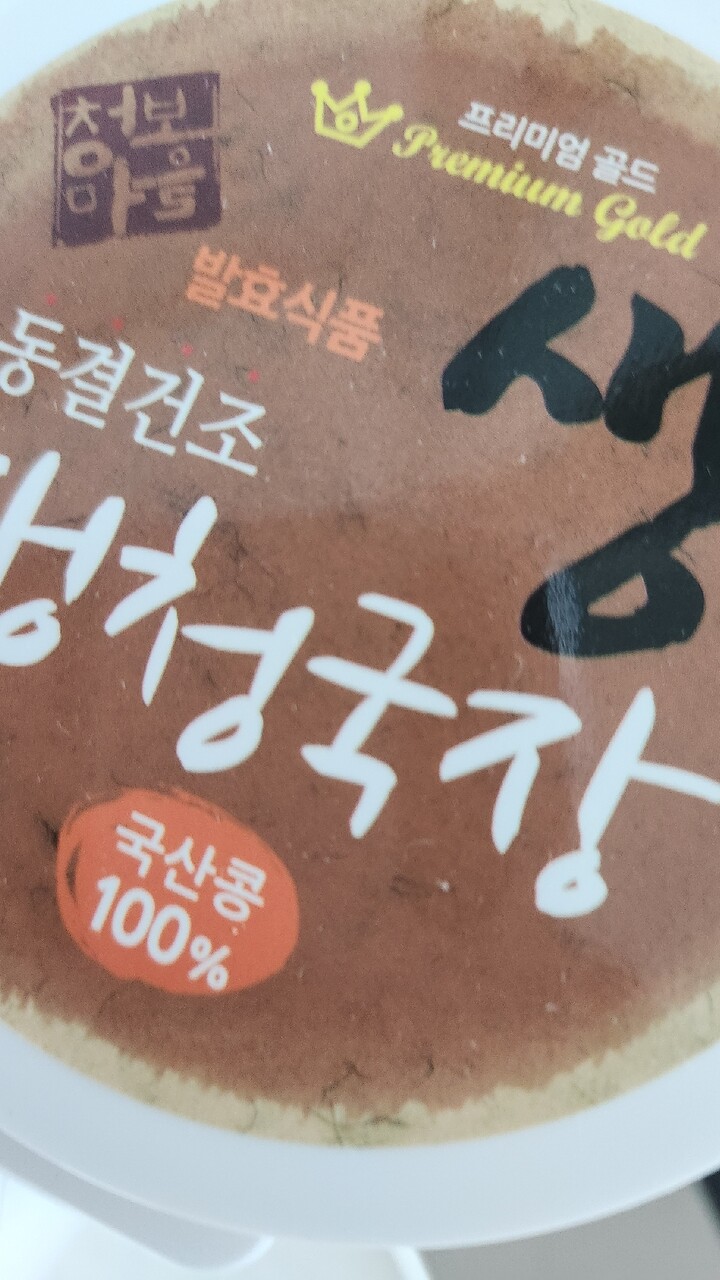 청보
마을
프리미엄 골드
Premium Gold
발효식품
생
동결건조
생청국장
국산콩
100%